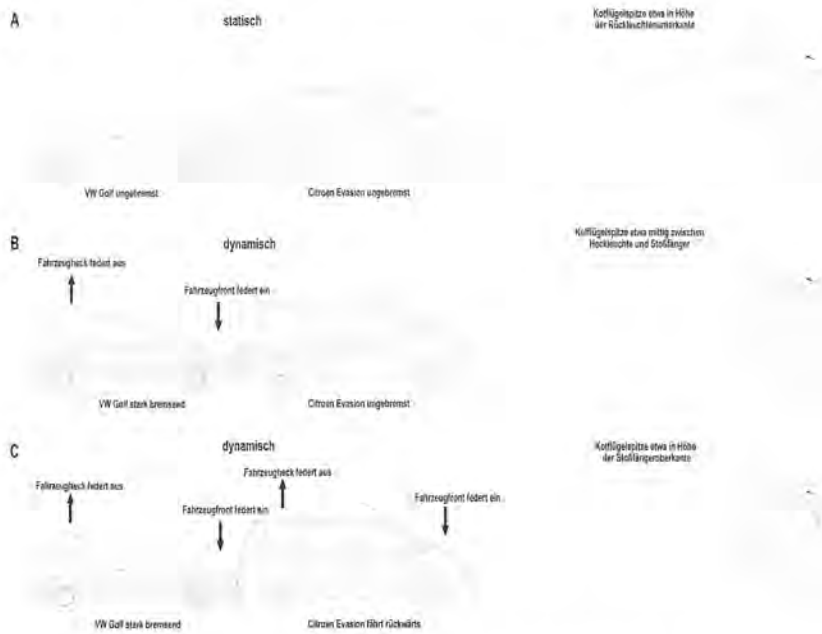 A
statisch
Kotflügelspitze etwa in Höhe
der Rückleuchtenunterkante
VW Golf ungebremst
Citroen Evasion ungebremst
B
dynamisch
Kotflügelspitze etwa mittig zwischen
Heckleuchte und Stoßfänger
Fahrzeugheck federt aus
Fahrzeugfront federt ein
VW Golf stark bremsend
Citroen Evasion ungebremst
C
dynamisch
Kotflügelspitze etwa in Höhe
der Stoßfängeroberkante
Fahrzeugheck federt aus
Fahrzeugheck federt aus
Fahrzeugfront federt ein
Fahrzeugfront federt ein
VW Golf stark bremsend
Citroen Evasion fährt rückwärts